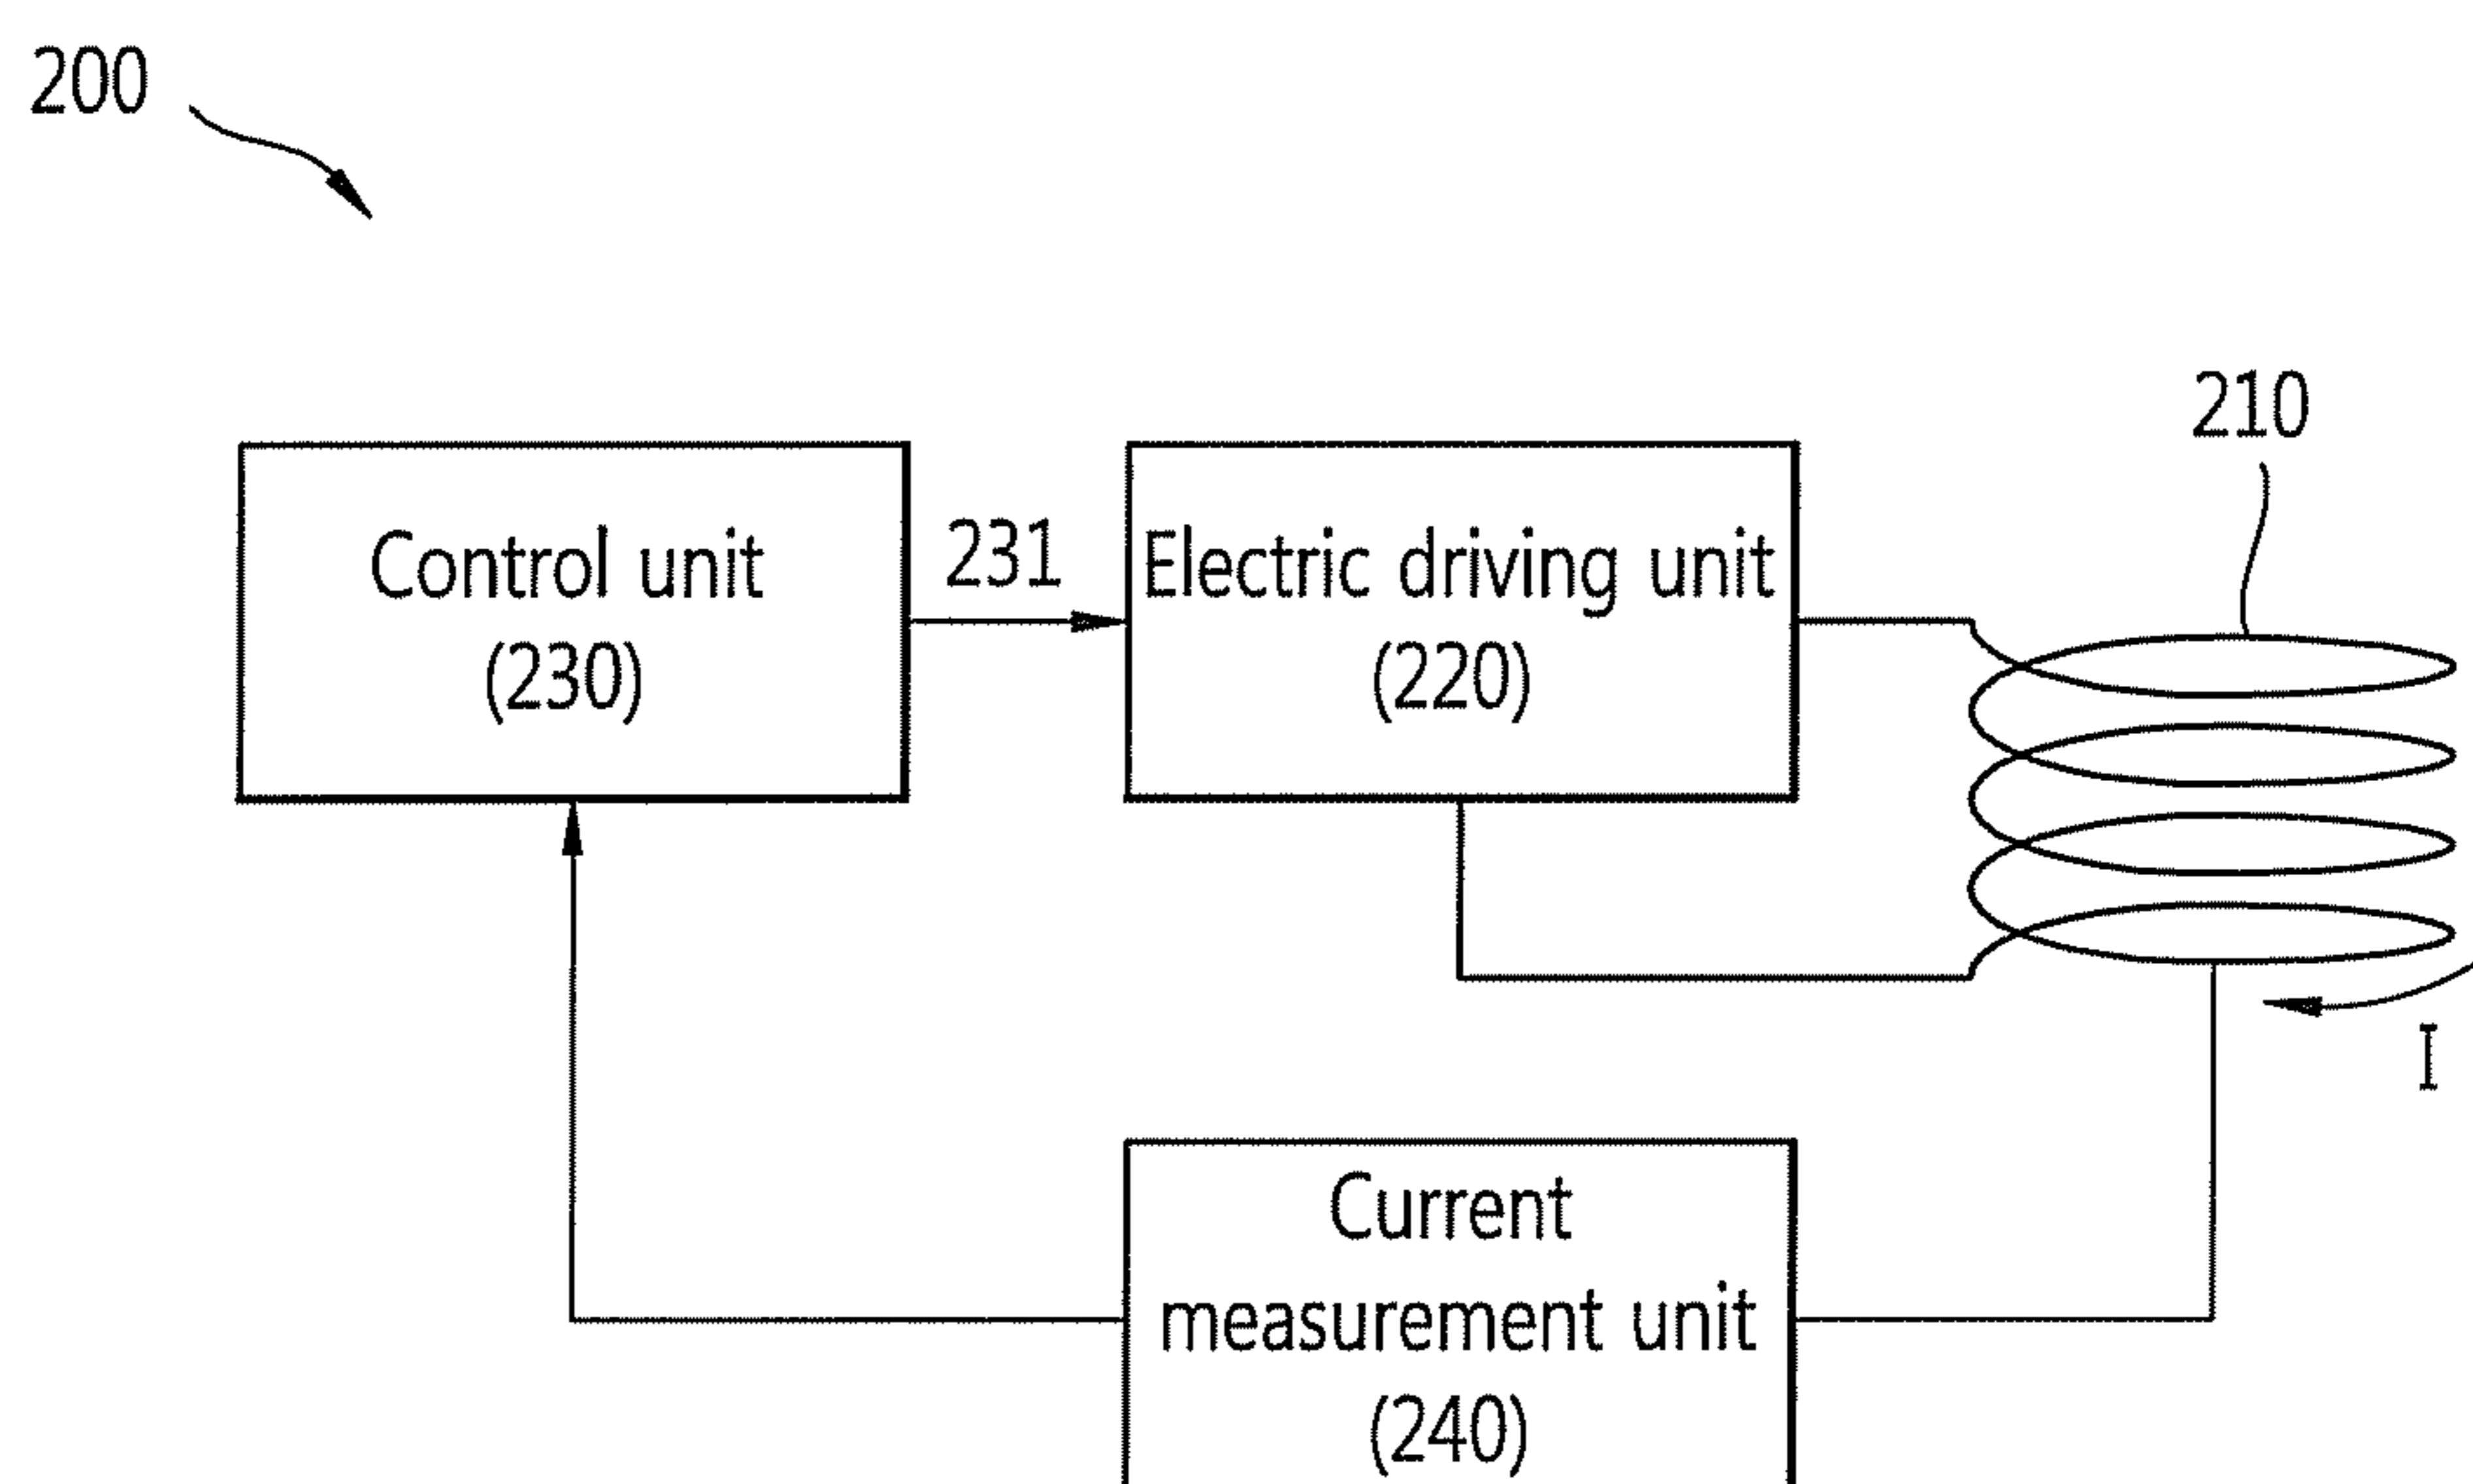 200
210
Control unit
(230)
231
Electric driving unit
(220)
I
Current
measurement unit
(240)